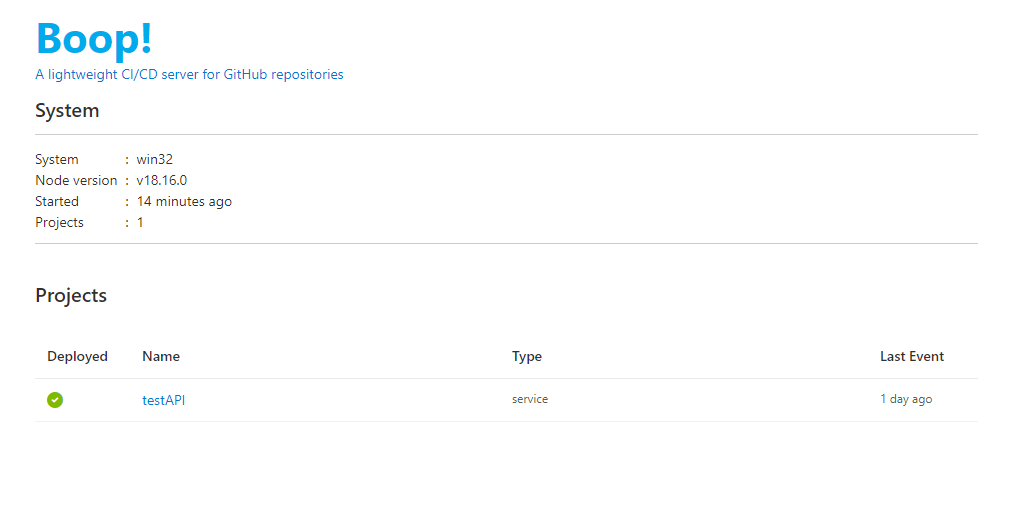 Boop!
A lightweight CI/CD server for GitHub repositories
System
System : win32
Node version : v18.16.0
Started : 14 minutes ago
Projects : 1
Projects
Deployed Name Type Last Event
testAPI service 1 day ago